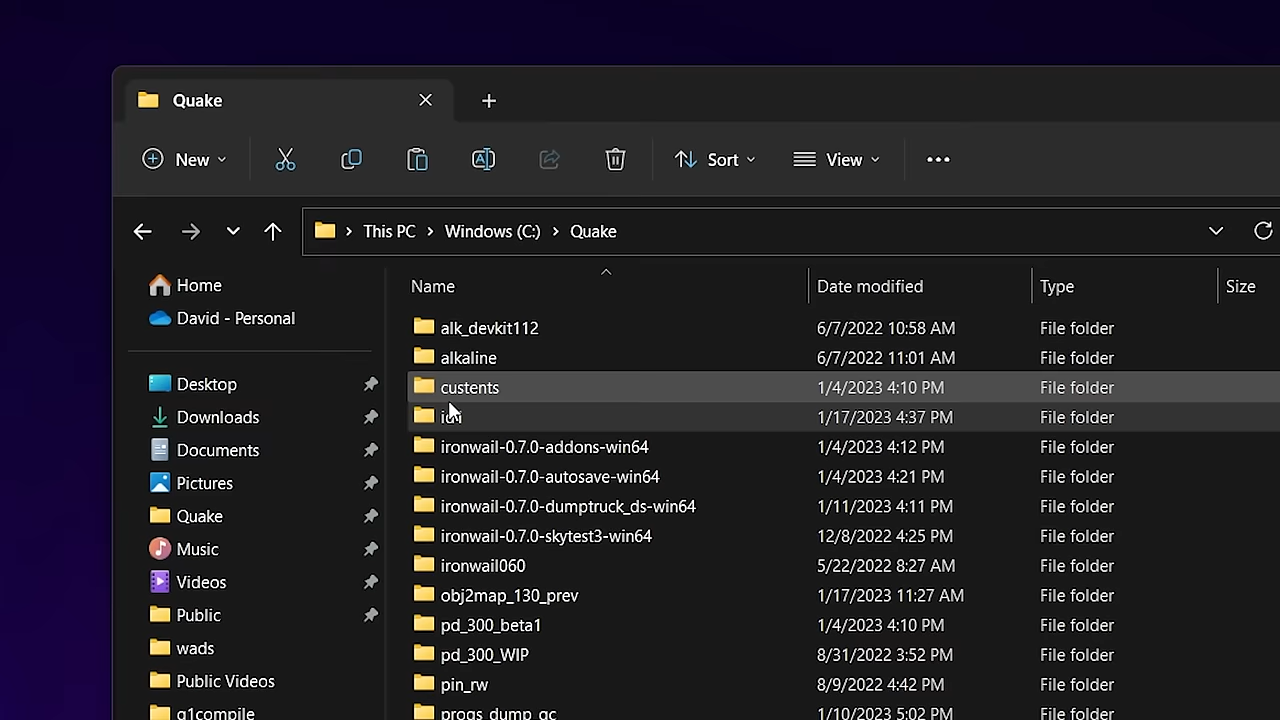 Quake
New Sort View
This PC Windows (C:) Quake
Name Date modified Type Size
Home
David - Personal
Desktop
Downloads
Documents
Pictures
Quake
Music
Videos
Public
wads
Public Videos
q1compile
alk_devkit112 6/7/2022 10:58 AM File folder
alkaline 6/7/2022 11:01 AM File folder
custents 1/4/2023 4:10 PM File folder
1/17/2023 4:37 PM File folder
ironwail-0.7.0-addons-win64 1/4/2023 4:12 PM File folder
ironwail-0.7.0-autosave-win64 1/4/2023 4:21 PM File folder
ironwail-0.7.0-dumptruck_ds-win64 1/11/2023 4:11 PM File folder
ironwail-0.7.0-skytest3-win64 12/8/2022 4:25 PM File folder
ironwail060 5/22/2022 8:27 AM File folder
obj2map_130_prev 1/17/2023 11:27 AM File folder
pd_300_beta1 1/4/2023 4:10 PM File folder
pd_300_WIP 8/31/2022 3:52 PM File folder
pin_rw 8/9/2022 4:42 PM File folder
progs_dump_qc 1/10/2023 5:02 PM File folder